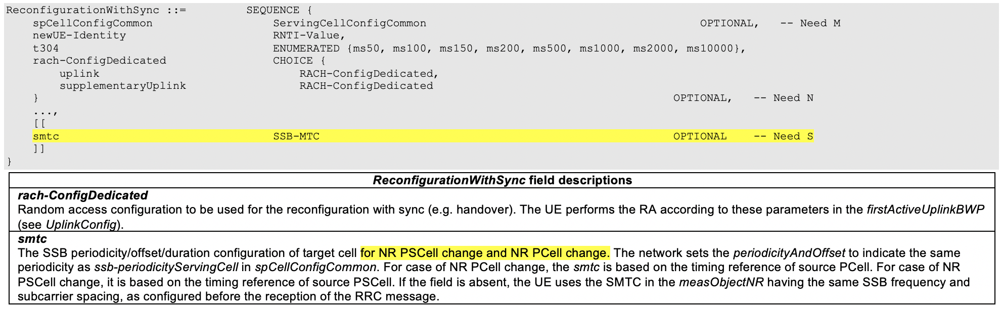 ReconfigurationWithSync ::= SEQUENCE {
spCellConfigCommon ServingCellConfigCommon OPTIONAL, -- Need M
newUE-Identity RNTI-Value,
t304 ENUMERATED {ms50, ms100, ms150, ms200, ms500, ms1000, ms2000, ms10000},
rach-ConfigDedicated CHOICE {
uplink RACH-ConfigDedicated,
supplementaryUplink RACH-ConfigDedicated
} OPTIONAL, -- Need N
...,
[[
smtc SSB-MTC OPTIONAL -- Need S
]]
}
ReconfigurationWithSync field descriptions
rach-ConfigDedicated
Random access configuration to be used for the reconfiguration with sync (e.g. handover). The UE performs the RA according to these parameters in the firstActiveUplinkBWP
(see UplinkConfig).
smtc
The SSB periodicity/offset/duration configuration of target cell for NR PSCell change and NR PCell change. The network sets the periodicityAndOffset to indicate the same
periodicity as ssb-periodicityServingCell in spCellConfigCommon. For case of NR PCell change, the smtc is based on the timing reference of source PCell. For case of NR
PSCell change, it is based on the timing reference of source PSCell. If the field is absent, the UE uses the SMTC in the measObjectNR having the same SSB frequency and
subcarrier spacing, as configured before the reception of the RRC message.